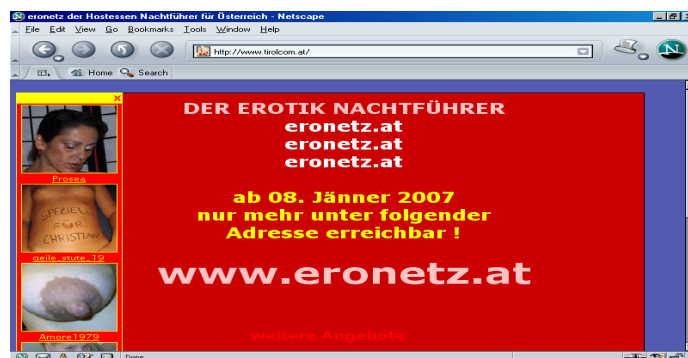 eronetz der Hostessen Nachtführer für Österreich - Netscape
File Edit View Go Bookmarks Tools Window Help
http://www.tirolcom.at/
Home Search
DER EROTIK NACHTFÜHRER
eronetz.at
eronetz.at
eronetz.at
ab 08. Jänner 2007
nur mehr unter folgender
Adresse erreichbar !
www.eronetz.at
weitere Angebote
Prosea
SPEZIELL
FÜR
CHRISTIAN
geile_stute_19
Amore1979
Done